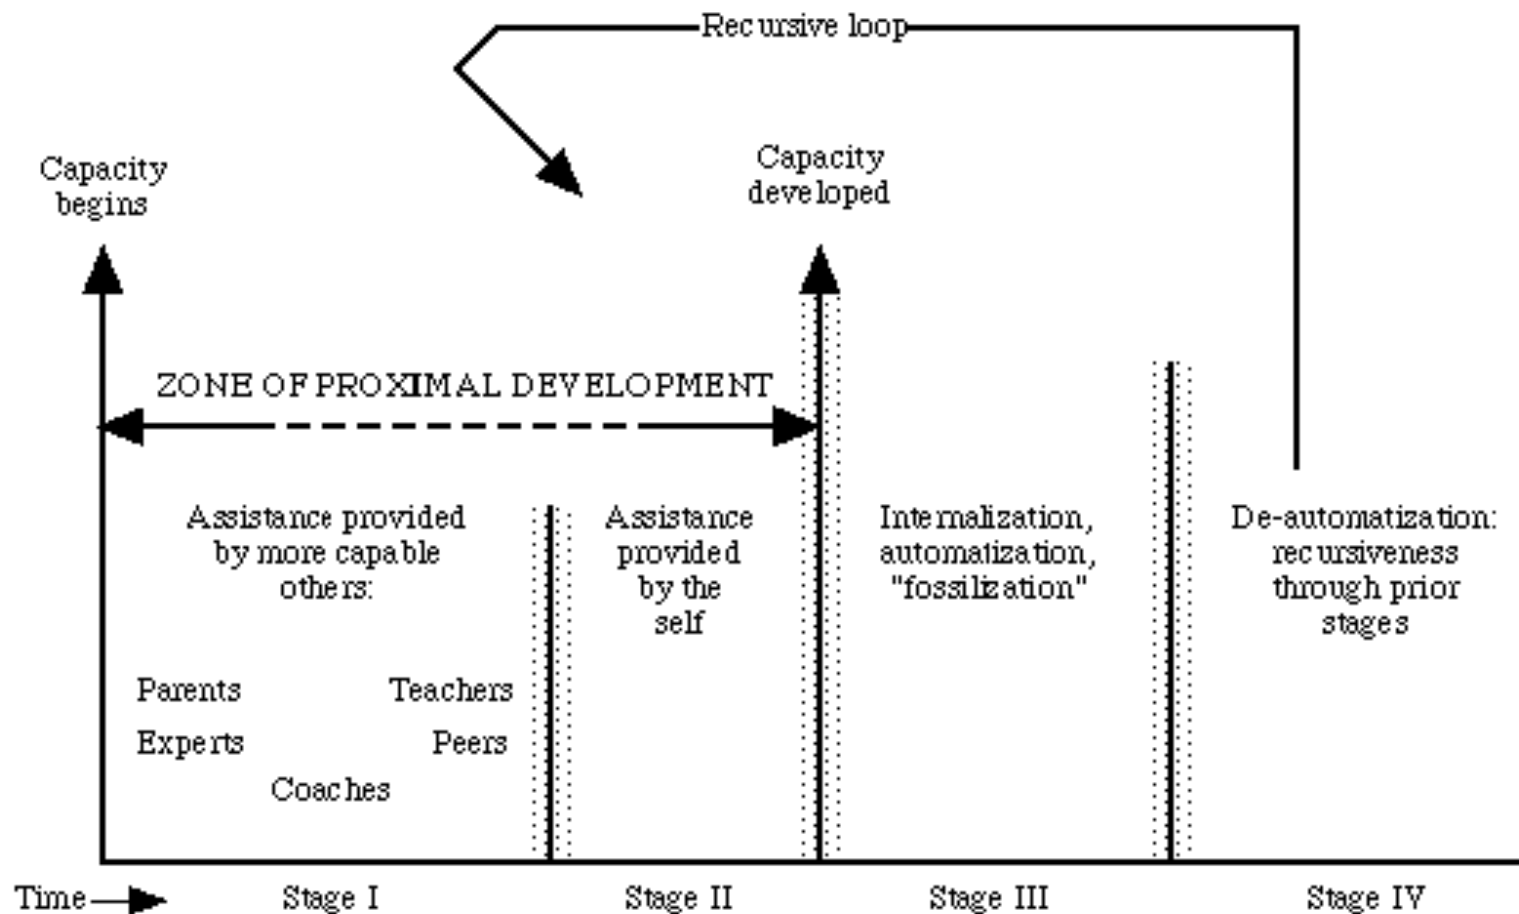 Recursive loop
Capacity
begins
Capacity
developed
ZONE OF PROXIMAL DEVELOPMENT
Assistance provided
by more capable
others:
Parents
Teachers
Experts
Peers
Coaches
Assistance
provided
by the
self
Internalization,
automatization,
"fossilization"
De-automatization:
recursiveness
through prior
stages
Time
Stage I
Stage II
Stage III
Stage IV